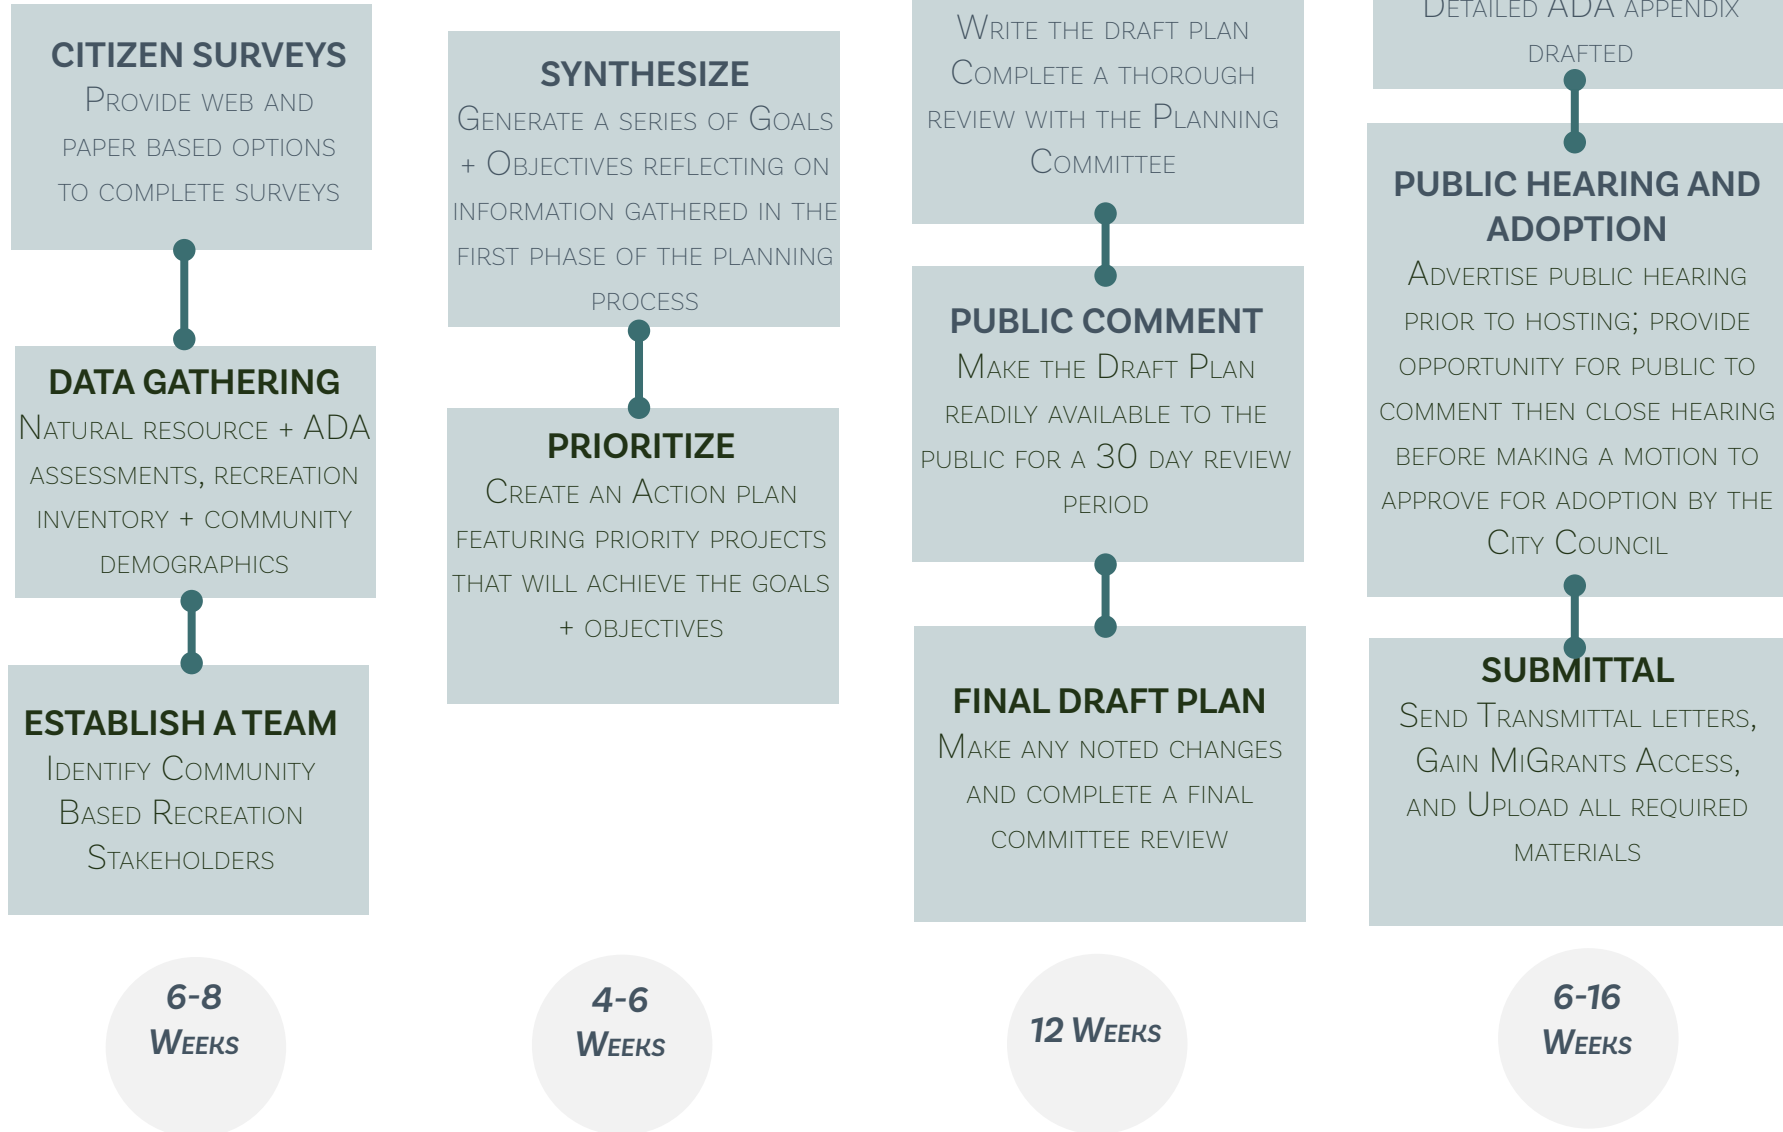 CITIZEN SURVEYS
Provide web and
paper based options
to complete surveys
DATA GATHERING
Natural resource + ADA
assessments, recreation
inventory + community
demographics
ESTABLISH A TEAM
Identify Community
Based Recreation
Stakeholders
6-8
Weeks
SYNTHESIZE
Generate a series of Goals
+ Objectives reflecting on
information gathered in the
first phase of the planning
process
PRIORITIZE
Create an Action plan
featuring priority projects
that will achieve the goals
+ objectives
4-6
Weeks
Write the draft plan
Complete a thorough
review with the Planning
Committee
PUBLIC COMMENT
Make the Draft Plan
readily available to the
public for a 30 day review
period
FINAL DRAFT PLAN
Make any noted changes
and complete a final
committee review
12 Weeks
Detailed ADA appendix
drafted
PUBLIC HEARING AND
ADOPTION
Advertise public hearing
prior to hosting; provide
opportunity for public to
comment then close hearing
before making a motion to
approve for adoption by the
City Council
SUBMITTAL
Send Transmittal letters,
Gain MiGrants Access,
and Upload all required
materials
6-16
Weeks